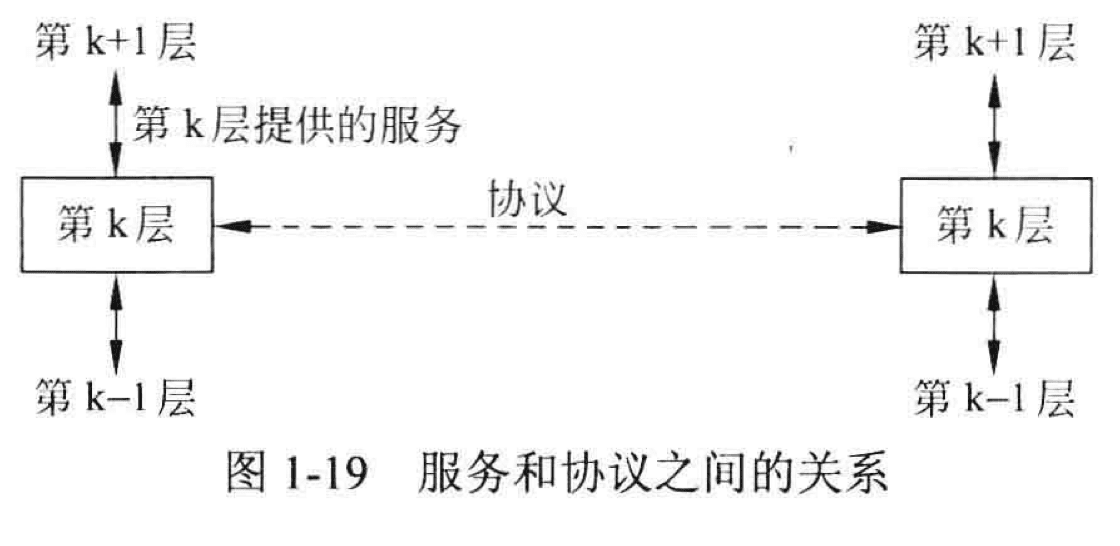 第 k+1 层
第 k+1 层
第 k 层提供的服务
协议
第 k 层
第 k 层
第 k−1 层
第 k−1 层
图 1-19 服务和协议之间的关系